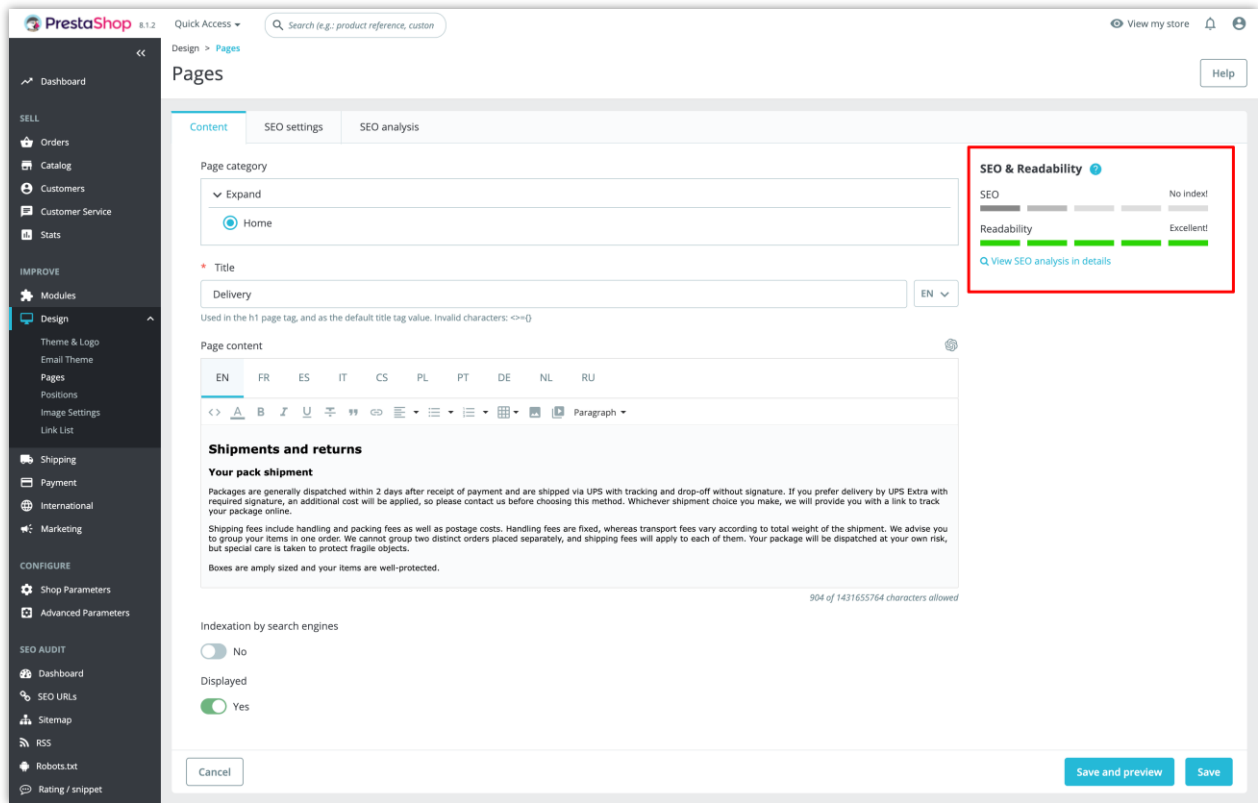 PrestaShop 8.1.2
Quick Access
Search (e.g.: product reference, custon
View my store
Dashboard
SELL
Orders
Catalog
Customers
Customer Service
Stats
IMPROVE
Modules
Design
Theme & Logo
Email Theme
Pages
Positions
Image Settings
Link List
Shipping
Payment
International
Marketing
CONFIGURE
Shop Parameters
Advanced Parameters
SEO AUDIT
Dashboard
SEO URLs
Sitemap
RSS
Robots.txt
Rating / snippet
Design > Pages
Pages
Help
Content SEO settings SEO analysis
Page category
Expand
Home
* Title
Delivery
EN
Used in the h1 page tag, and as the default title tag value. Invalid characters: <>={}
Page content
EN FR ES IT CS PL PT DE NL RU
<> A B I U Paragraph
Shipments and returns
Your pack shipment
Packages are generally dispatched within 2 days after receipt of payment and are shipped via UPS with tracking and drop-off without signature. If you prefer delivery by UPS Extra with
required signature, an additional cost will be applied, so please contact us before choosing this method. Whichever shipment choice you make, we will provide you with a link to track
your package online.
Shipping fees include handling and packing fees as well as postage costs. Handling fees are fixed, whereas transport fees vary according to total weight of the shipment. We advise you
to group your items in one order. We cannot group two distinct orders placed separately, and shipping fees will apply to each of them. Your package will be dispatched at your own risk,
but special care is taken to protect fragile objects.
Boxes are amply sized and your items are well-protected.
904 of 1431655764 characters allowed
Indexation by search engines
No
Displayed
Yes
Cancel
Save and preview
Save
SEO & Readability ?
SEO No index!
Readability Excellent!
View SEO analysis in details